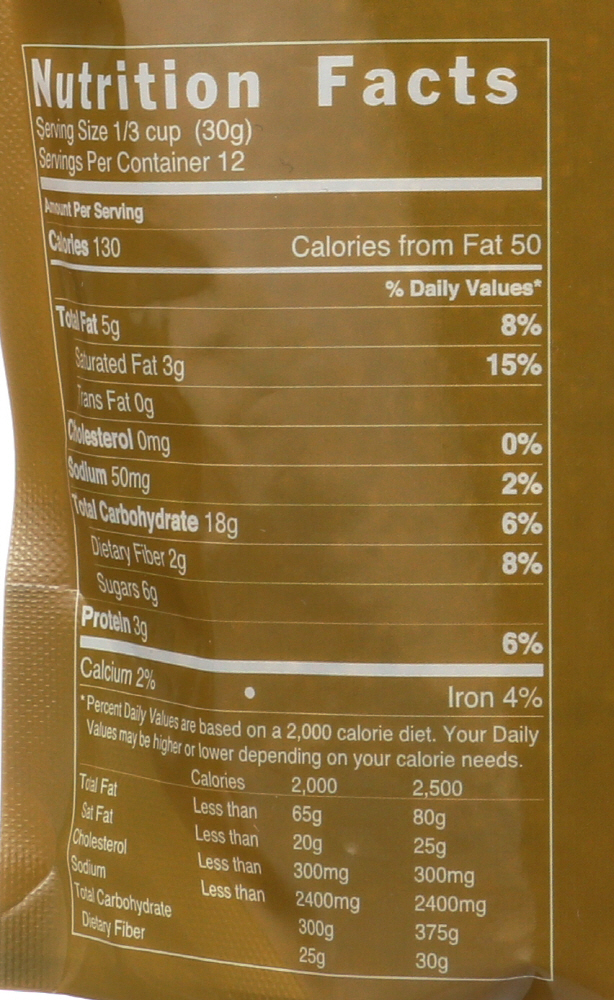 Nutrition Facts
Serving Size 1/3 cup (30g)
Servings Per Container 12
Amount Per Serving
Calories 130 Calories from Fat 50
% Daily Values*
Total Fat 5g 8%
Saturated Fat 3g 15%
Trans Fat 0g
Cholesterol 0mg 0%
Sodium 50mg 2%
Total Carbohydrate 18g 6%
Dietary Fiber 2g 8%
Sugars 6g
Protein 3g 6%
Calcium 2% • Iron 4%
*Percent Daily Values are based on a 2,000 calorie diet. Your Daily
Values may be higher or lower depending on your calorie needs.
Calories 2,000 2,500
Total Fat Less than 65g 80g
Sat Fat Less than 20g 25g
Cholesterol Less than 300mg 300mg
Sodium Less than 2400mg 2400mg
Total Carbohydrate 300g 375g
Dietary Fiber 25g 30g